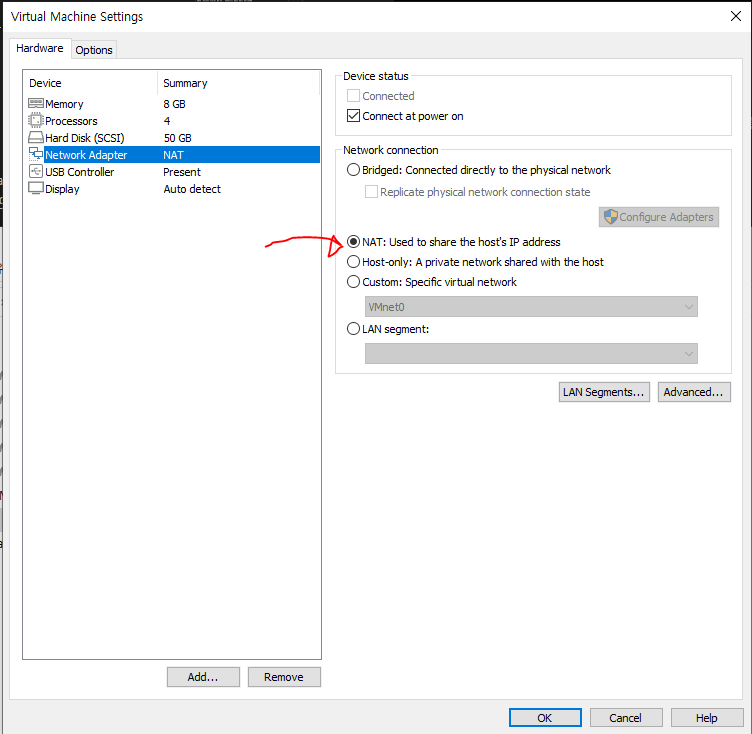 Virtual Machine Settings
Hardware
Options
Device Summary
Memory 8 GB
Processors 4
Hard Disk (SCSI) 50 GB
Network Adapter NAT
USB Controller Present
Display Auto detect
Add...
Remove
Device status
Connected
Connect at power on
Network connection
Bridged: Connected directly to the physical network
Replicate physical network connection state
Configure Adapters
NAT: Used to share the host's IP address
Host-only: A private network shared with the host
Custom: Specific virtual network
VMnet0
LAN segment:
LAN Segments...
Advanced...
OK
Cancel
Help